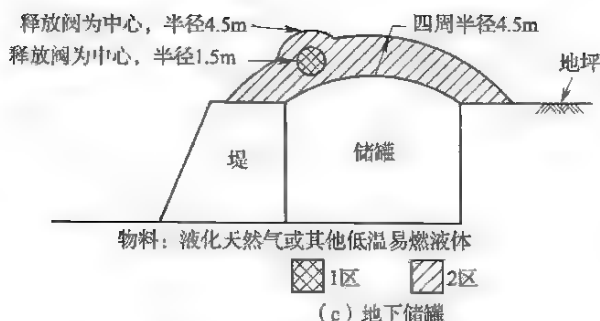 释放阀为中心，半径4.5m
四周半径4.5m
释放阀为中心，半径1.5m
地坪
堤
储罐
物料：液化天然气或其他低温易燃液体
1区
2区
（c）地下储罐